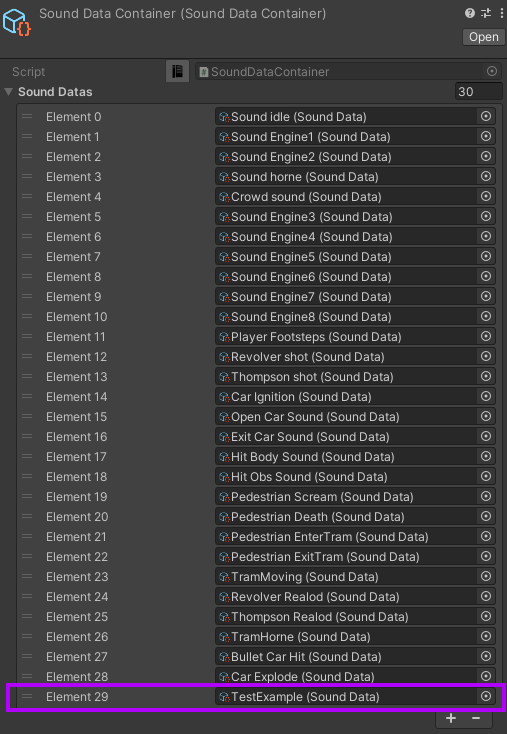 Sound Data Container (Sound Data Container)
Open
Script SoundDataContainer
Sound Datas 30
Element 0 Sound idle (Sound Data)
Element 1 Sound Engine1 (Sound Data)
Element 2 Sound Engine2 (Sound Data)
Element 3 Sound horne (Sound Data)
Element 4 Crowd sound (Sound Data)
Element 5 Sound Engine3 (Sound Data)
Element 6 Sound Engine4 (Sound Data)
Element 7 Sound Engine5 (Sound Data)
Element 8 Sound Engine6 (Sound Data)
Element 9 Sound Engine7 (Sound Data)
Element 10 Sound Engine8 (Sound Data)
Element 11 Player Footsteps (Sound Data)
Element 12 Revolver shot (Sound Data)
Element 13 Thompson shot (Sound Data)
Element 14 Car Ignition (Sound Data)
Element 15 Open Car Sound (Sound Data)
Element 16 Exit Car Sound (Sound Data)
Element 17 Hit Body Sound (Sound Data)
Element 18 Hit Obs Sound (Sound Data)
Element 19 Pedestrian Scream (Sound Data)
Element 20 Pedestrian Death (Sound Data)
Element 21 Pedestrian EnterTram (Sound Data)
Element 22 Pedestrian ExitTram (Sound Data)
Element 23 TramMoving (Sound Data)
Element 24 Revolver Realod (Sound Data)
Element 25 Thompson Realod (Sound Data)
Element 26 TramHorne (Sound Data)
Element 27 Bullet Car Hit (Sound Data)
Element 28 Car Explode (Sound Data)
Element 29 TestExample (Sound Data)